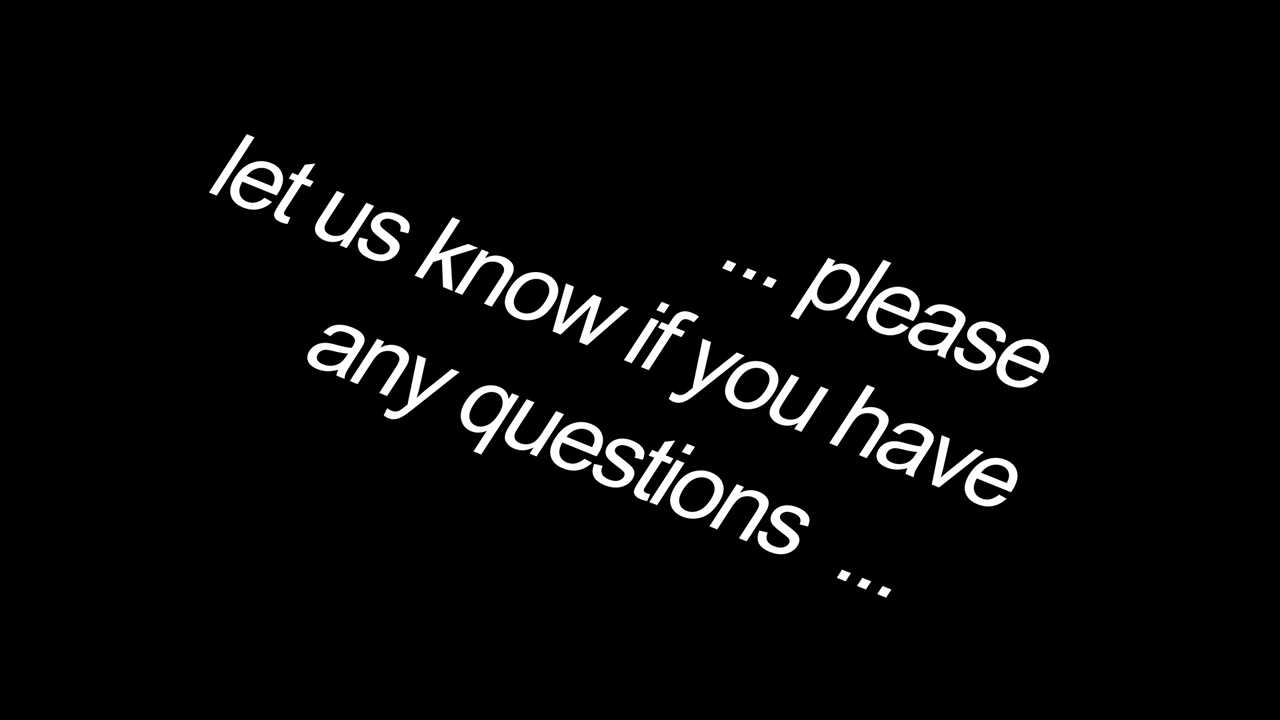 ... please
let us know if you have
any questions ...